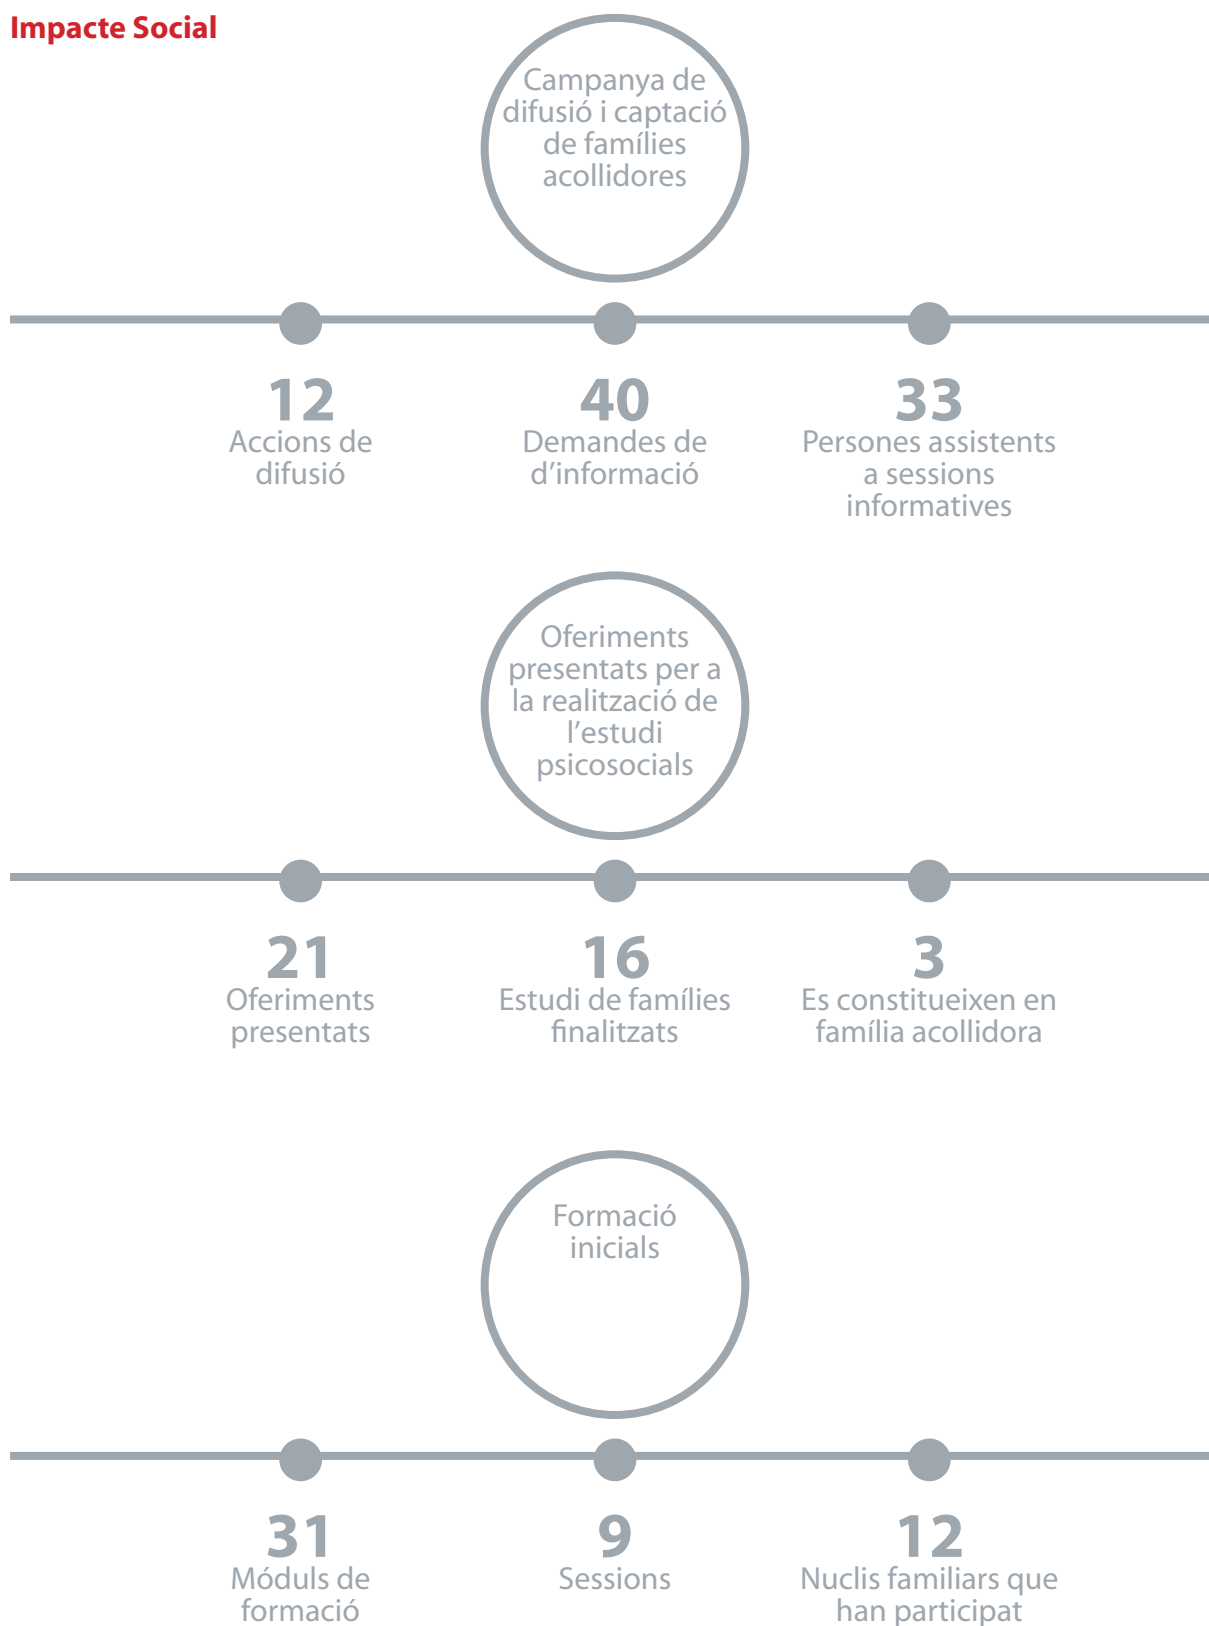 Impacte Social
Campanya de
difusió i captació
de famílies
acollidores
12
Accions de
difusió
40
Demandes de
d’informació
33
Persones assistents
a sessions
informatives
Oferiments
presentats per a
la realització de
l’estudi
psicosocials
21
Oferiments
presentats
16
Estudi de famílies
finalitzats
3
Es constitueixen en
família acollidora
Formació
inicials
31
Móduls de
formació
9
Sessions
12
Nuclis familiars que
han participat